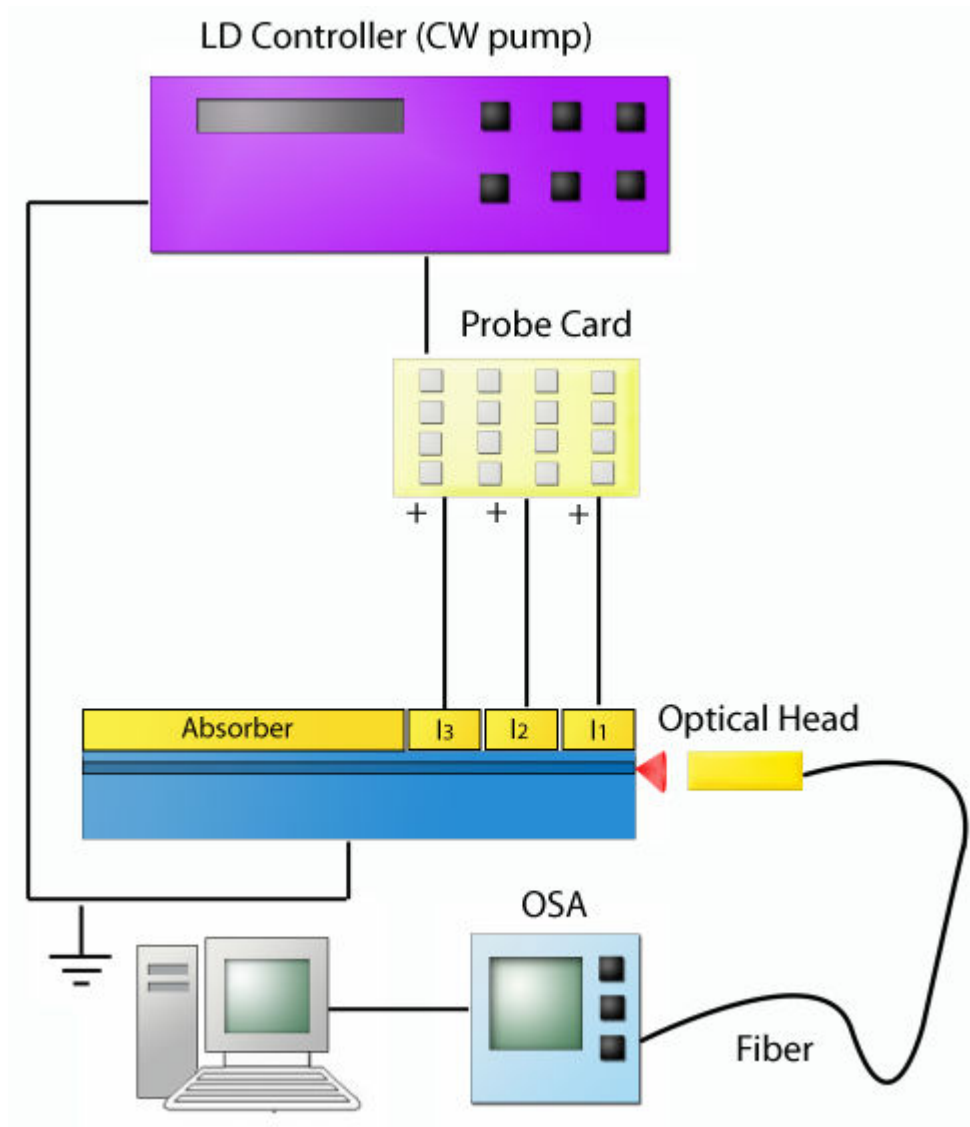 LD Controller (CW pump)
Probe Card
+ + +
Absorber I3 I2 I1
Optical Head
OSA
Fiber